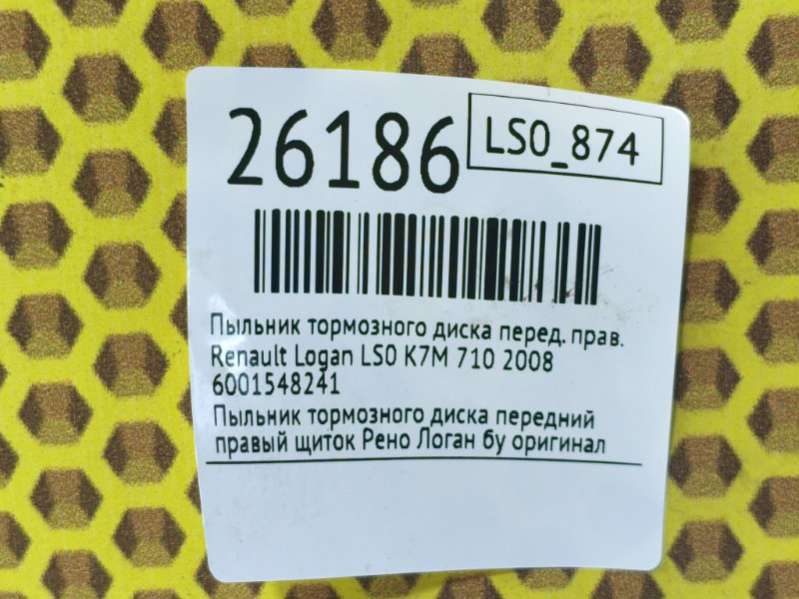 26186
LS0_874
Пыльник тормозного диска перед. прав.
Renault Logan LS0 K7M 710 2008
6001548241
Пыльник тормозного диска передний
правый щиток Рено Логан бу оригинал